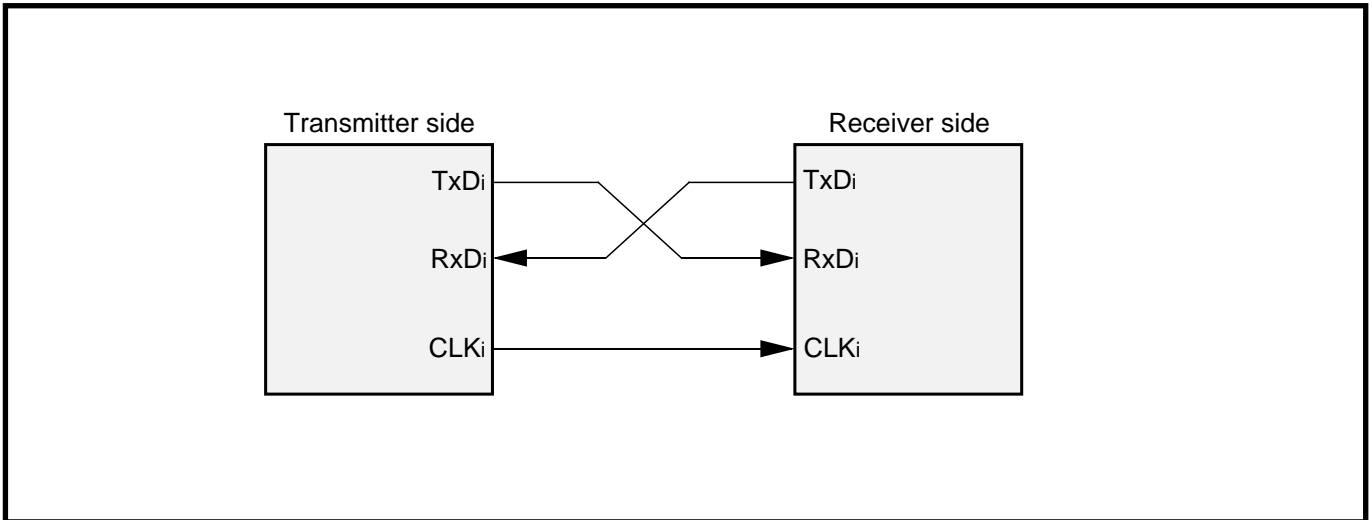 Transmitter side
Receiver side
TxDi
TxDi
RxDi
RxDi
CLKi
CLKi